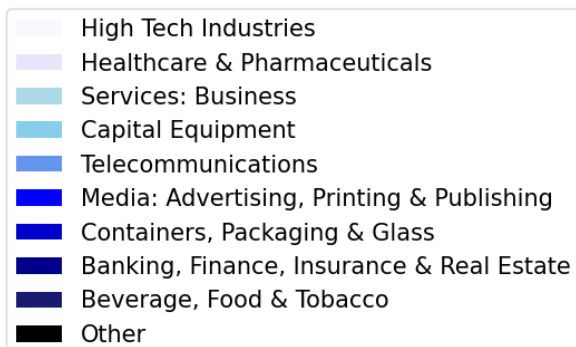 High Tech Industries
Healthcare & Pharmaceuticals
Services: Business
Capital Equipment
Telecommunications
Media: Advertising, Printing & Publishing
Containers, Packaging & Glass
Banking, Finance, Insurance & Real Estate
Beverage, Food & Tobacco
Other